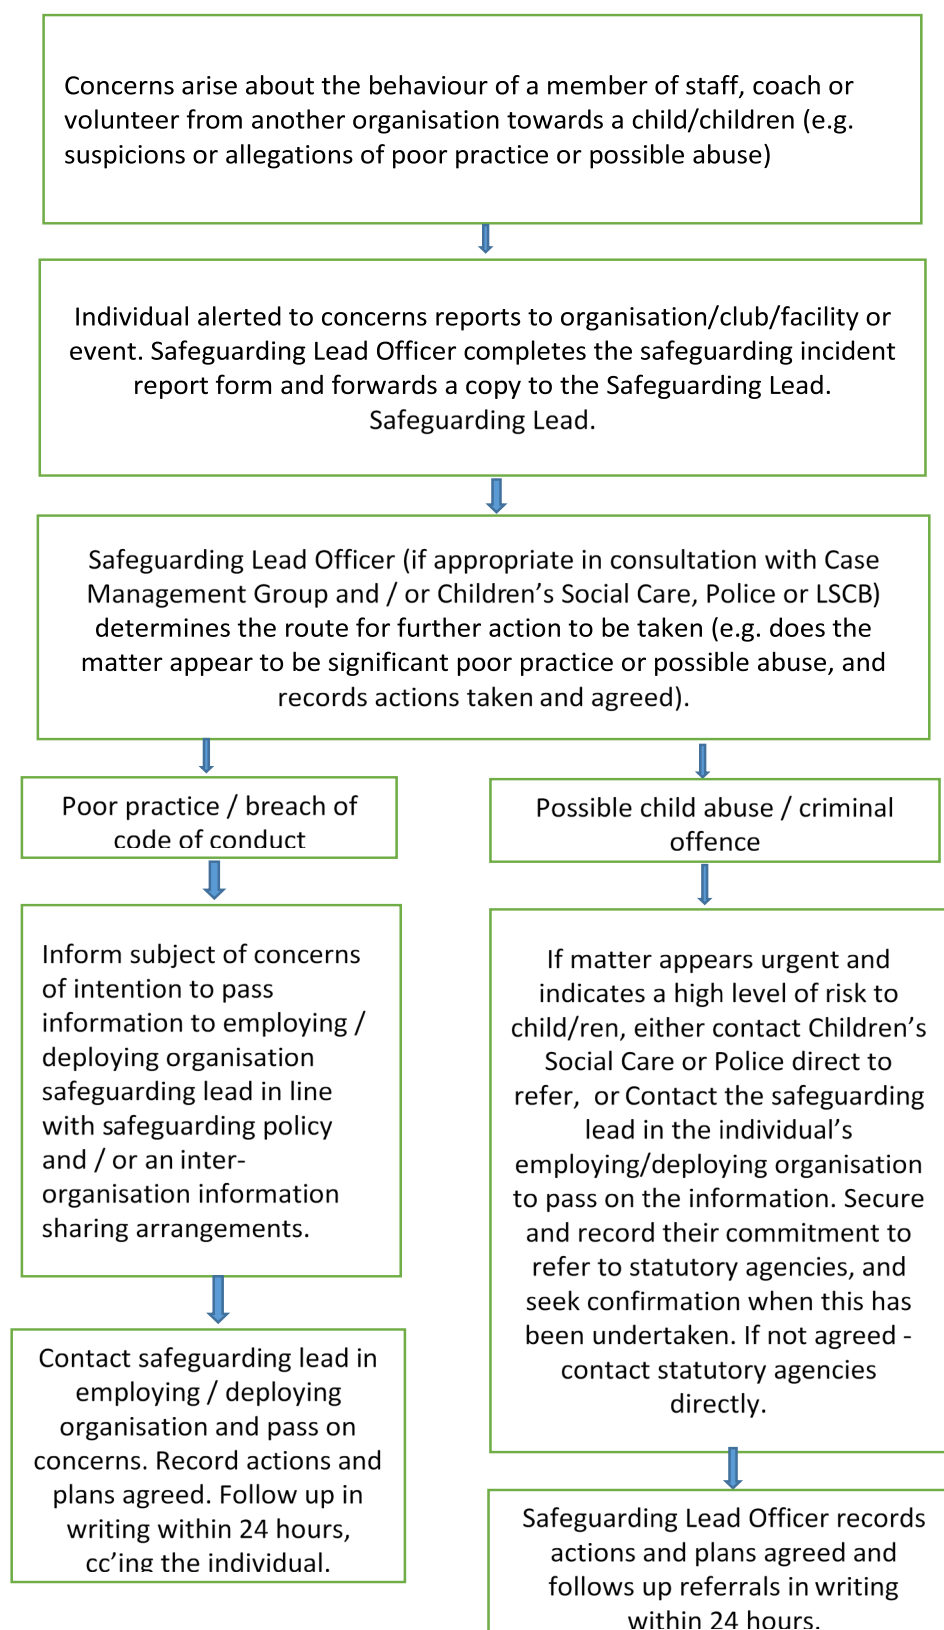 Concerns arise about the behaviour of a member of staff, coach or
volunteer from another organisation towards a child/children (e.g.
suspicions or allegations of poor practice or possible abuse)
Individual alerted to concerns reports to organisation/club/facility or
event. Safeguarding Lead Officer completes the safeguarding incident
report form and forwards a copy to the Safeguarding Lead.
Safeguarding Lead.
Safeguarding Lead Officer (if appropriate in consultation with Case
Management Group and / or Children’s Social Care, Police or LSCB)
determines the route for further action to be taken (e.g. does the
matter appear to be significant poor practice or possible abuse, and
records actions taken and agreed).
Poor practice / breach of
code of conduct
Inform subject of concerns
of intention to pass
information to employing /
deploying organisation
safeguarding lead in line
with safeguarding policy
and / or an inter-
organisation information
sharing arrangements.
Contact safeguarding lead in
employing / deploying
organisation and pass on
concerns. Record actions and
plans agreed. Follow up in
writing within 24 hours,
cc’ing the individual.
Possible child abuse / criminal
offence
If matter appears urgent and
indicates a high level of risk to
child/ren, either contact Children’s
Social Care or Police direct to
refer, or Contact the safeguarding
lead in the individual’s
employing/deploying organisation
to pass on the information. Secure
and record their commitment to
refer to statutory agencies, and
seek confirmation when this has
been undertaken. If not agreed -
contact statutory agencies
directly.
Safeguarding Lead Officer records
actions and plans agreed and
follows up referrals in writing
within 24 hours.